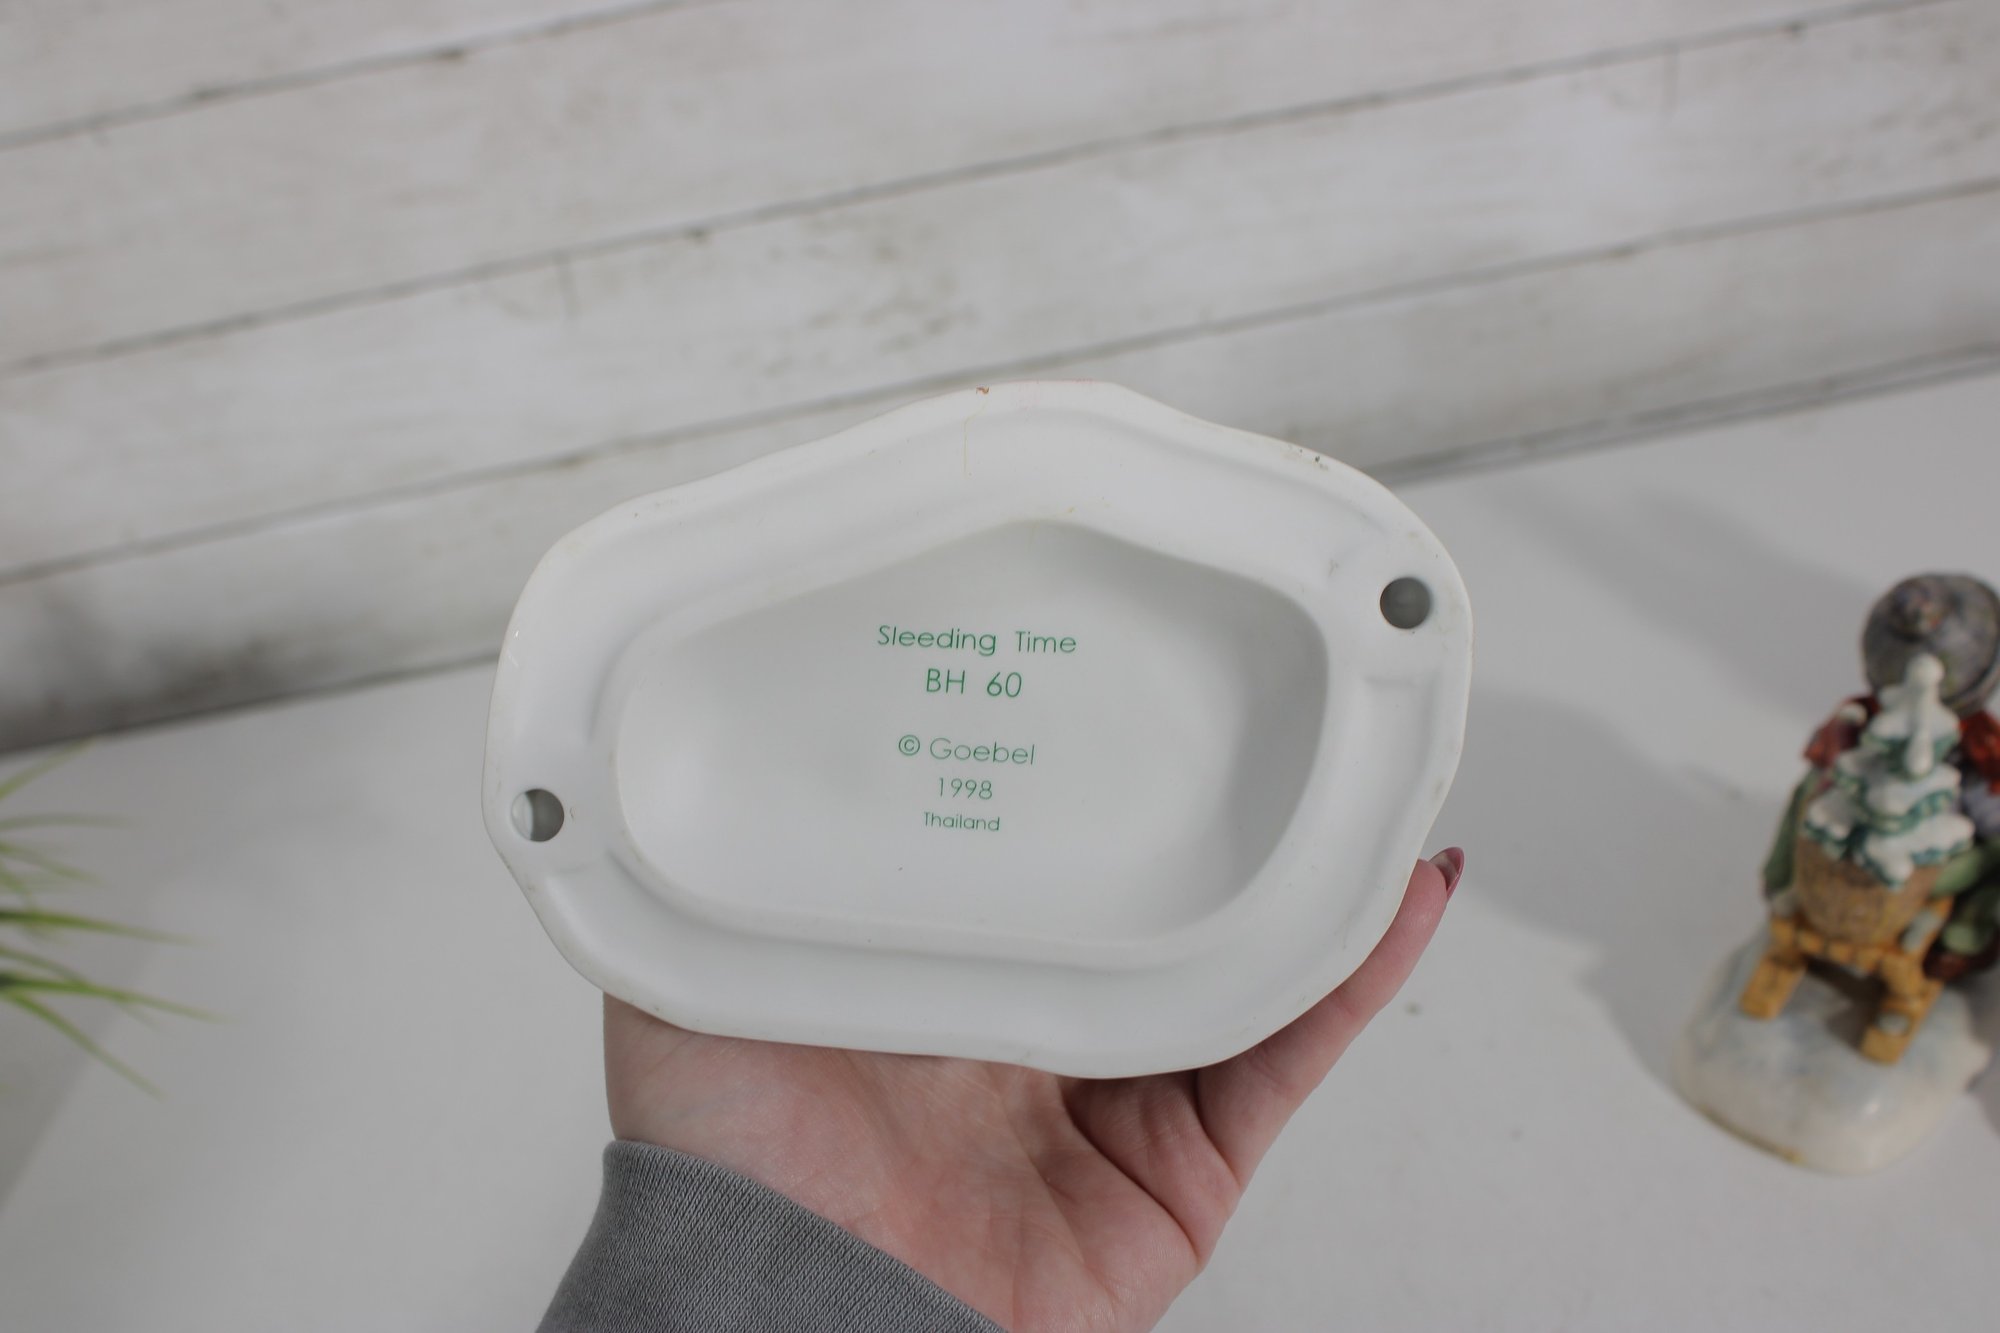 Sleeding Time
BH 60
© Goebel
1998
Thailand